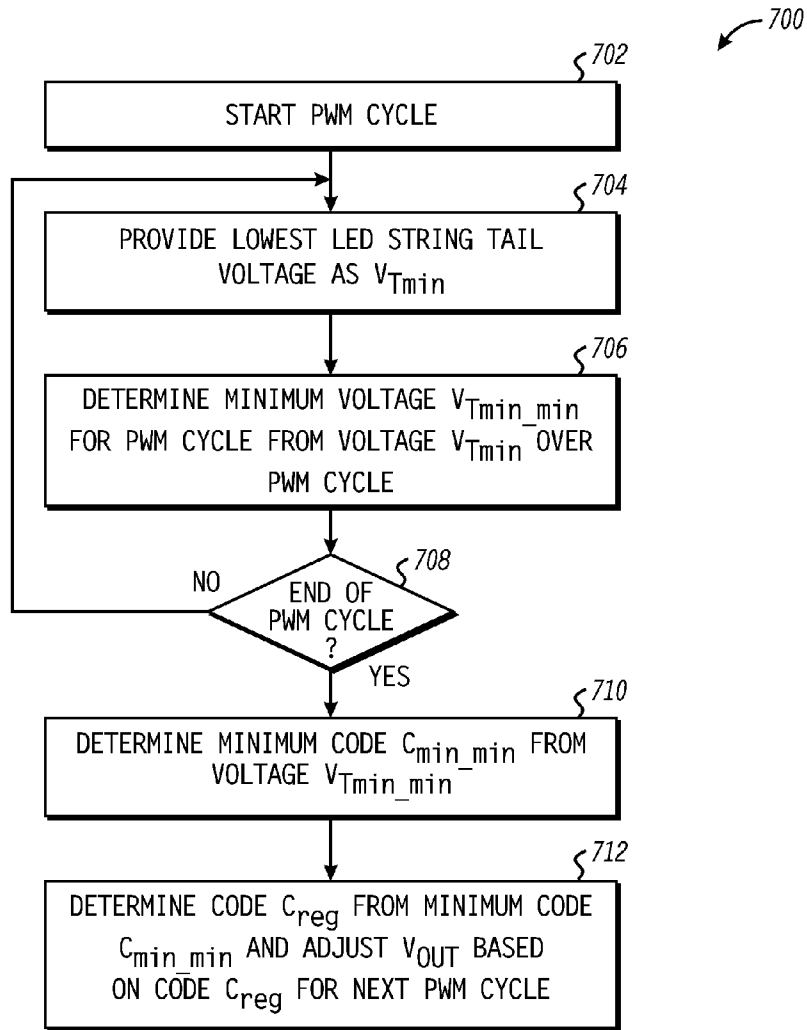 700
702
START PWM CYCLE
704
PROVIDE LOWEST LED STRING TAIL
VOLTAGE AS VTmin
706
DETERMINE MINIMUM VOLTAGE VTmin_min
FOR PWM CYCLE FROM VOLTAGE VTmin OVER
PWM CYCLE
708
NO
END OF
PWM CYCLE
?
YES
710
DETERMINE MINIMUM CODE Cmin_min FROM
VOLTAGE VTmin_min
712
DETERMINE CODE Creg FROM MINIMUM CODE
Cmin_min AND ADJUST VOUT BASED
ON CODE Creg FOR NEXT PWM CYCLE